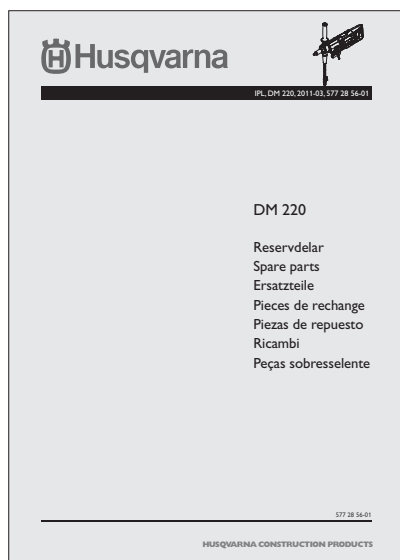 Husqvarna
IPL, DM 220, 2011-03, 577 28 56-01
DM 220
Reservdelar
Spare parts
Ersatzteile
Pieces de rechange
Piezas de repuesto
Ricambi
Peças sobresselente
577 28 56-01
HUSQVARNA CONSTRUCTION PRODUCTS